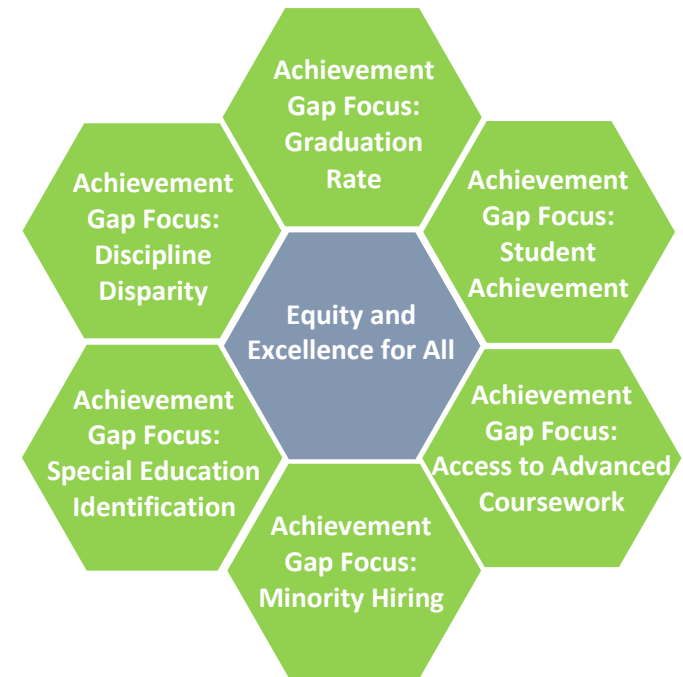 Achievement
Gap Focus:
Graduation
Rate
Achievement
Gap Focus:
Student
Achievement
Achievement
Gap Focus:
Access to Advanced
Coursework
Achievement
Gap Focus:
Minority Hiring
Achievement
Gap Focus:
Special Education
Identification
Achievement
Gap Focus:
Discipline
Disparity
Equity and
Excellence for All